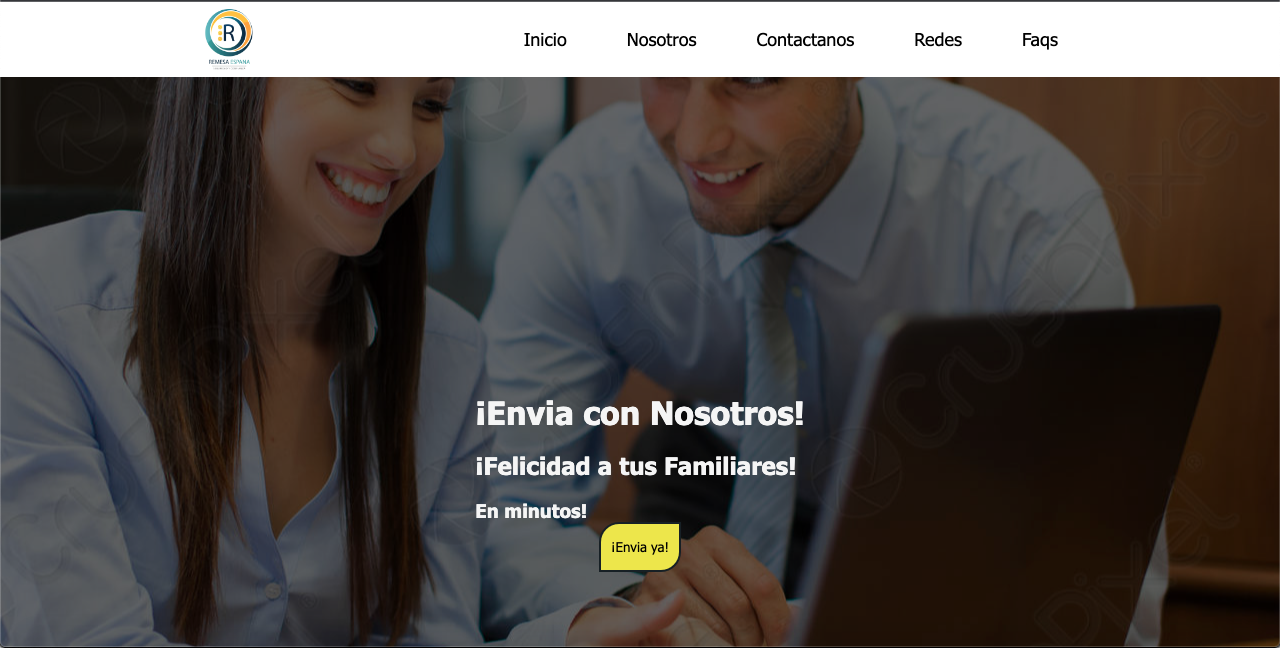 R
REMESA ESPAÑA
Inicio
Nosotros
Contactanos
Redes
Faqs
¡Envia con Nosotros!
¡Felicidad a tus Familiares!
En minutos!
¡Envia ya!